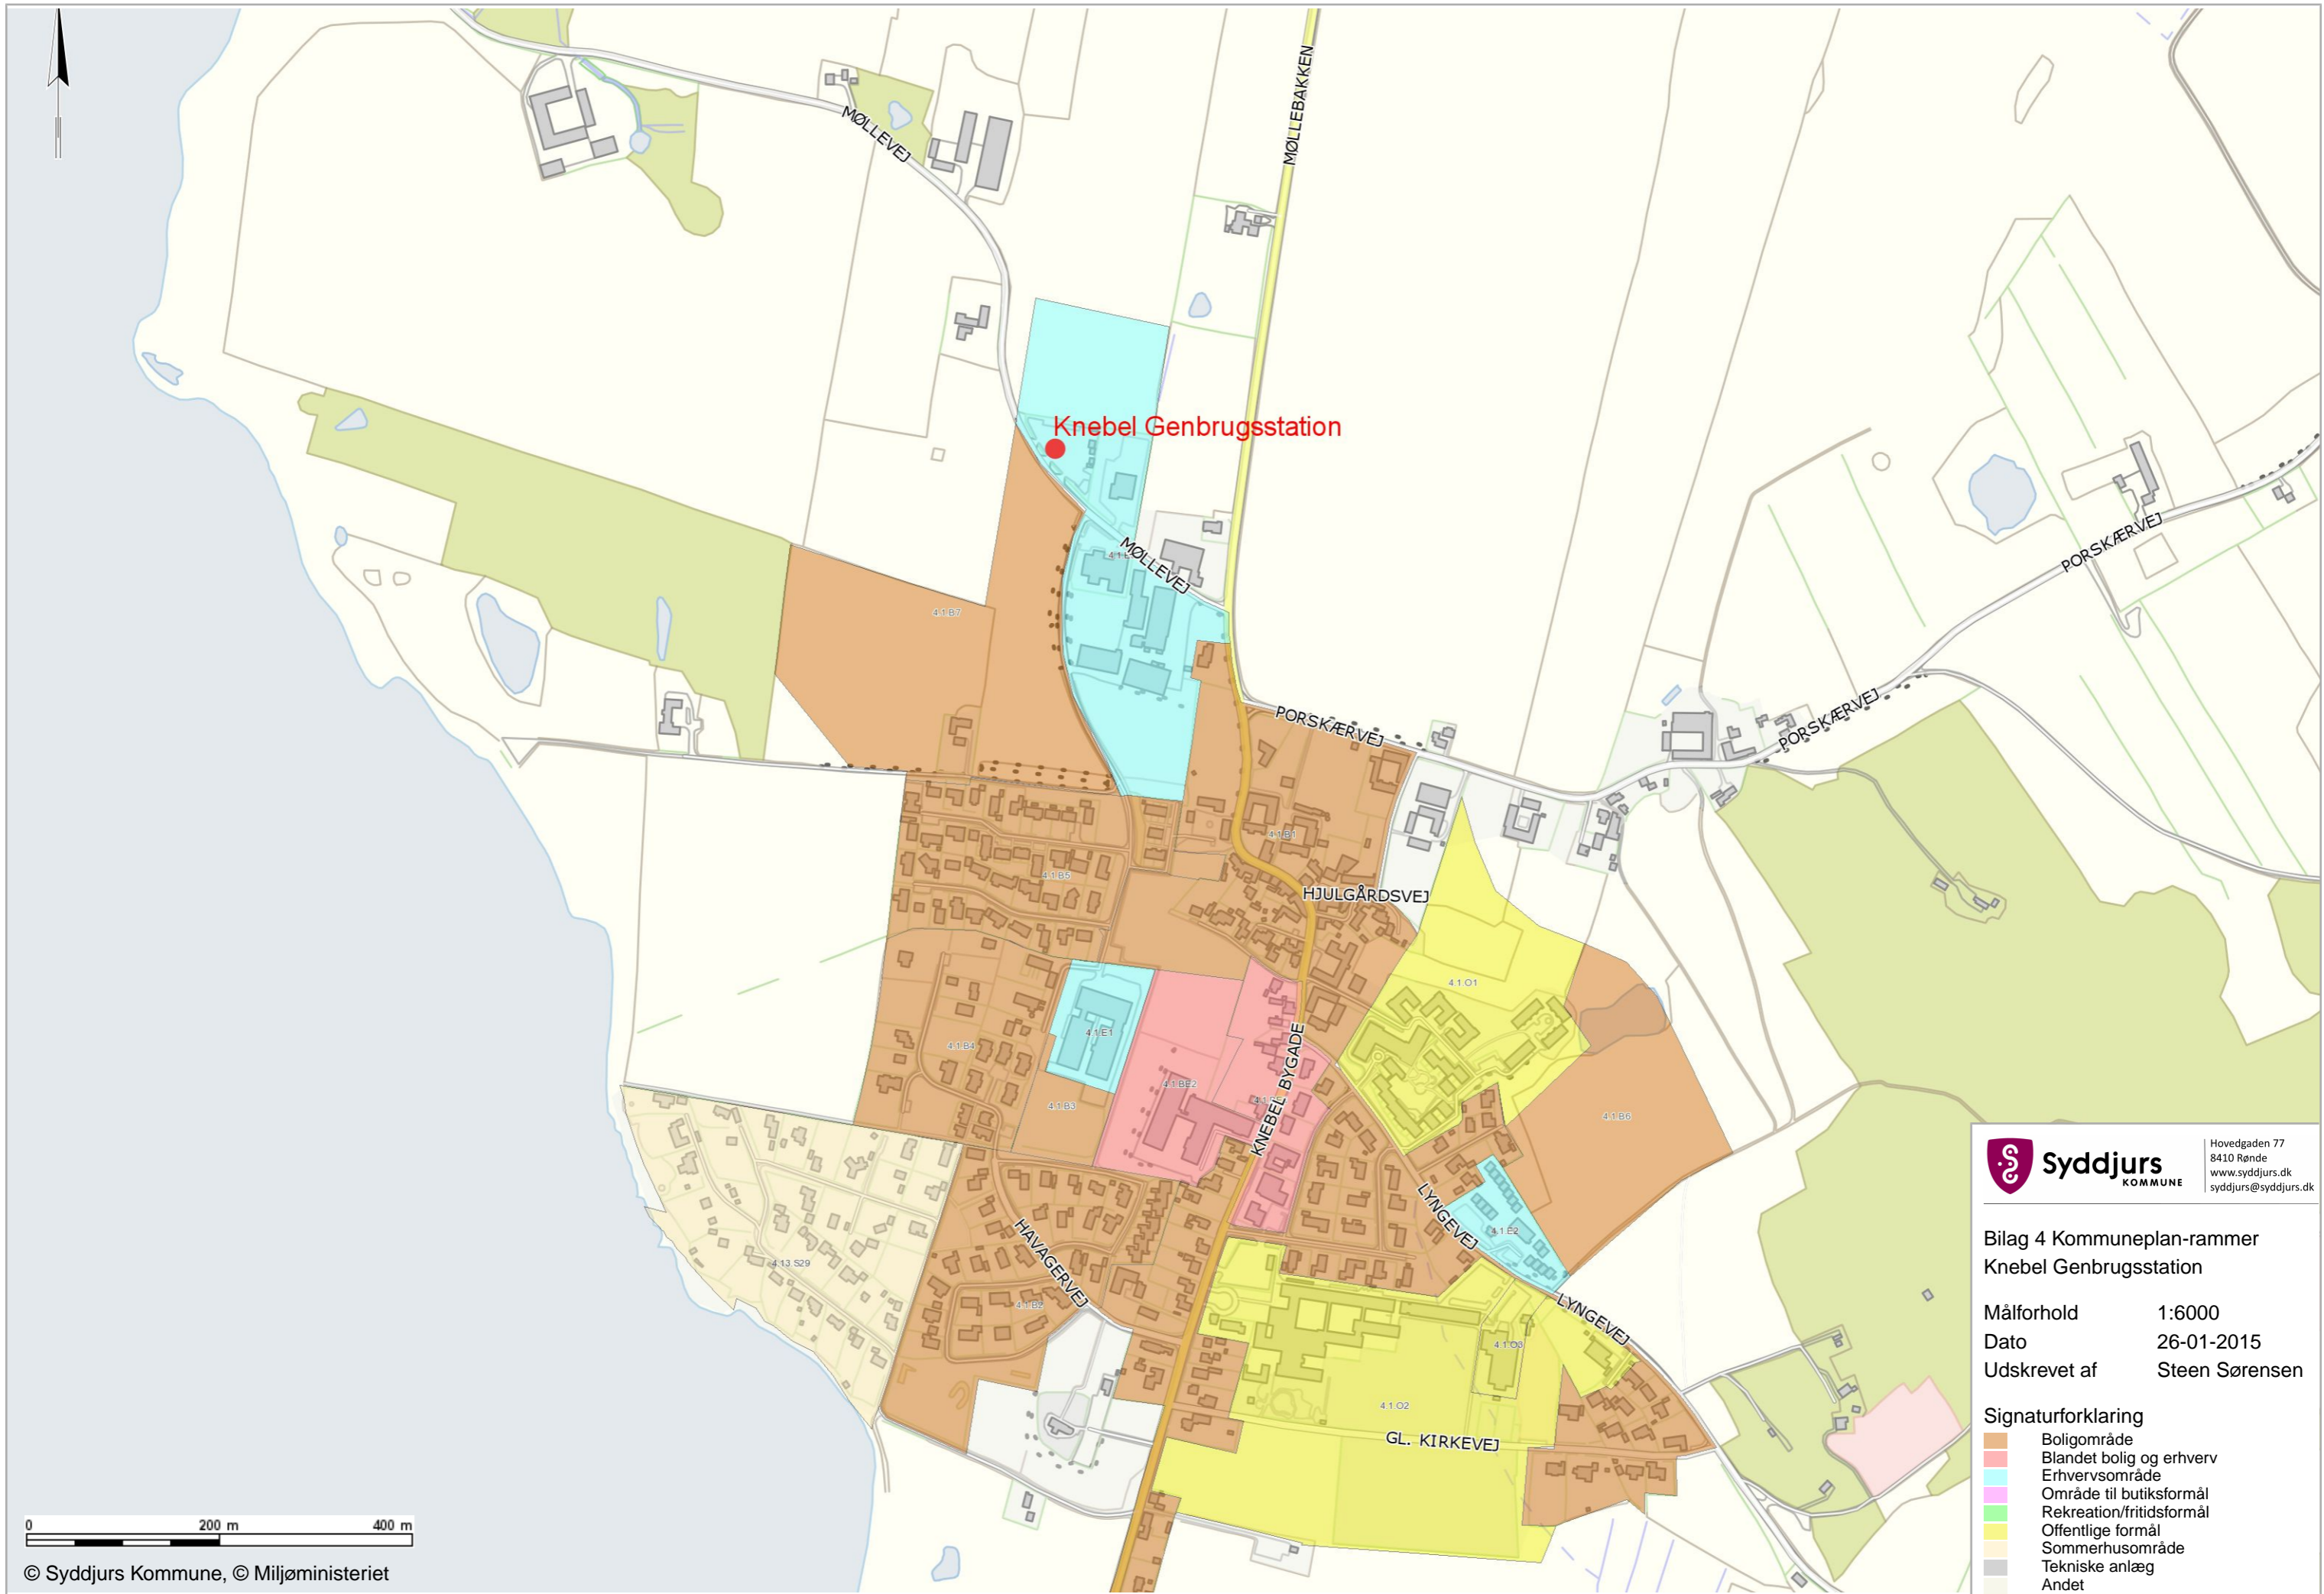 MØLLEBAKKEN
MØLLEVEJ
Knebel Genbrugsstation
PORSKÆRVEJ
MØLLEVEJ
4.1.B7
PORSKÆRVEJ
PORSKÆRVEJ
4.1.B1
4.1.B5
HJULGÅRDSVEJ
4.1.O1
4.1.E1
4.1.B4
4.1.BE2
KNEBEL BYGADE
4.1.B3
4.1.B6
LYNGEVEJ
4.1.E2
HAVAGERVEJ
4.13.S29
4.1.B2
LYNGEVEJ
4.1.O3
4.1.O2
GL. KIRKEVEJ
Syddjurs
KOMMUNE
Hovedgaden 77
8410 Rønde
www.syddjurs.dk
syddjurs@syddjurs.dk
Bilag 4 Kommuneplan-rammer
Knebel Genbrugsstation
Målforhold 1:6000
Dato 26-01-2015
Udskrevet af Steen Sørensen
Signaturforklaring
Boligområde
Blandet bolig og erhverv
Erhvervsområde
Område til butiksformål
Rekreation/fritidsformål
Offentlige formål
Sommerhusområde
Tekniske anlæg
Andet
0 200 m 400 m
© Syddjurs Kommune, © Miljøministeriet